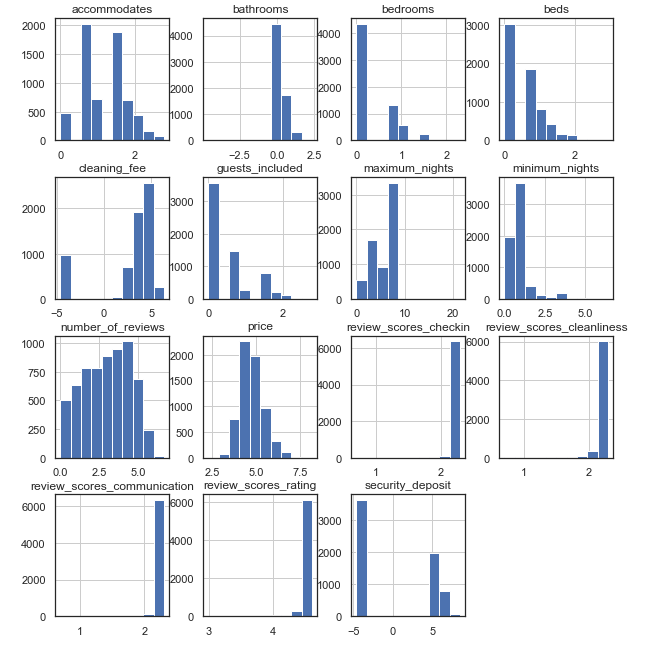 accommodates
bathrooms
bedrooms
beds
2000
1500
1000
500
0
0 1 2
4000
3000
2000
1000
0
−2.5 0.0 2.5
4000
3000
2000
1000
0
0 1 2
3000
2000
1000
0
0 2
cleaning_fee
guests_included
maximum_nights
minimum_nights
2000
1000
0
−5 0 5
3000
2000
1000
0
0 2
3000
2000
1000
0
0 10 20
3000
2000
1000
0
0.0 2.5 5.0
number_of_reviews
price
review_scores_checkin
review_scores_cleanliness
1000
750
500
250
0
0.0 2.5 5.0
2000
1500
1000
500
0
2.5 5.0 7.5
6000
4000
2000
0
1 2
6000
4000
2000
0
1 2
review_scores_communication
review_scores_rating
security_deposit
6000
4000
2000
0
1 2
6000
4000
2000
0
3 4
3000
2000
1000
0
−5 0 5